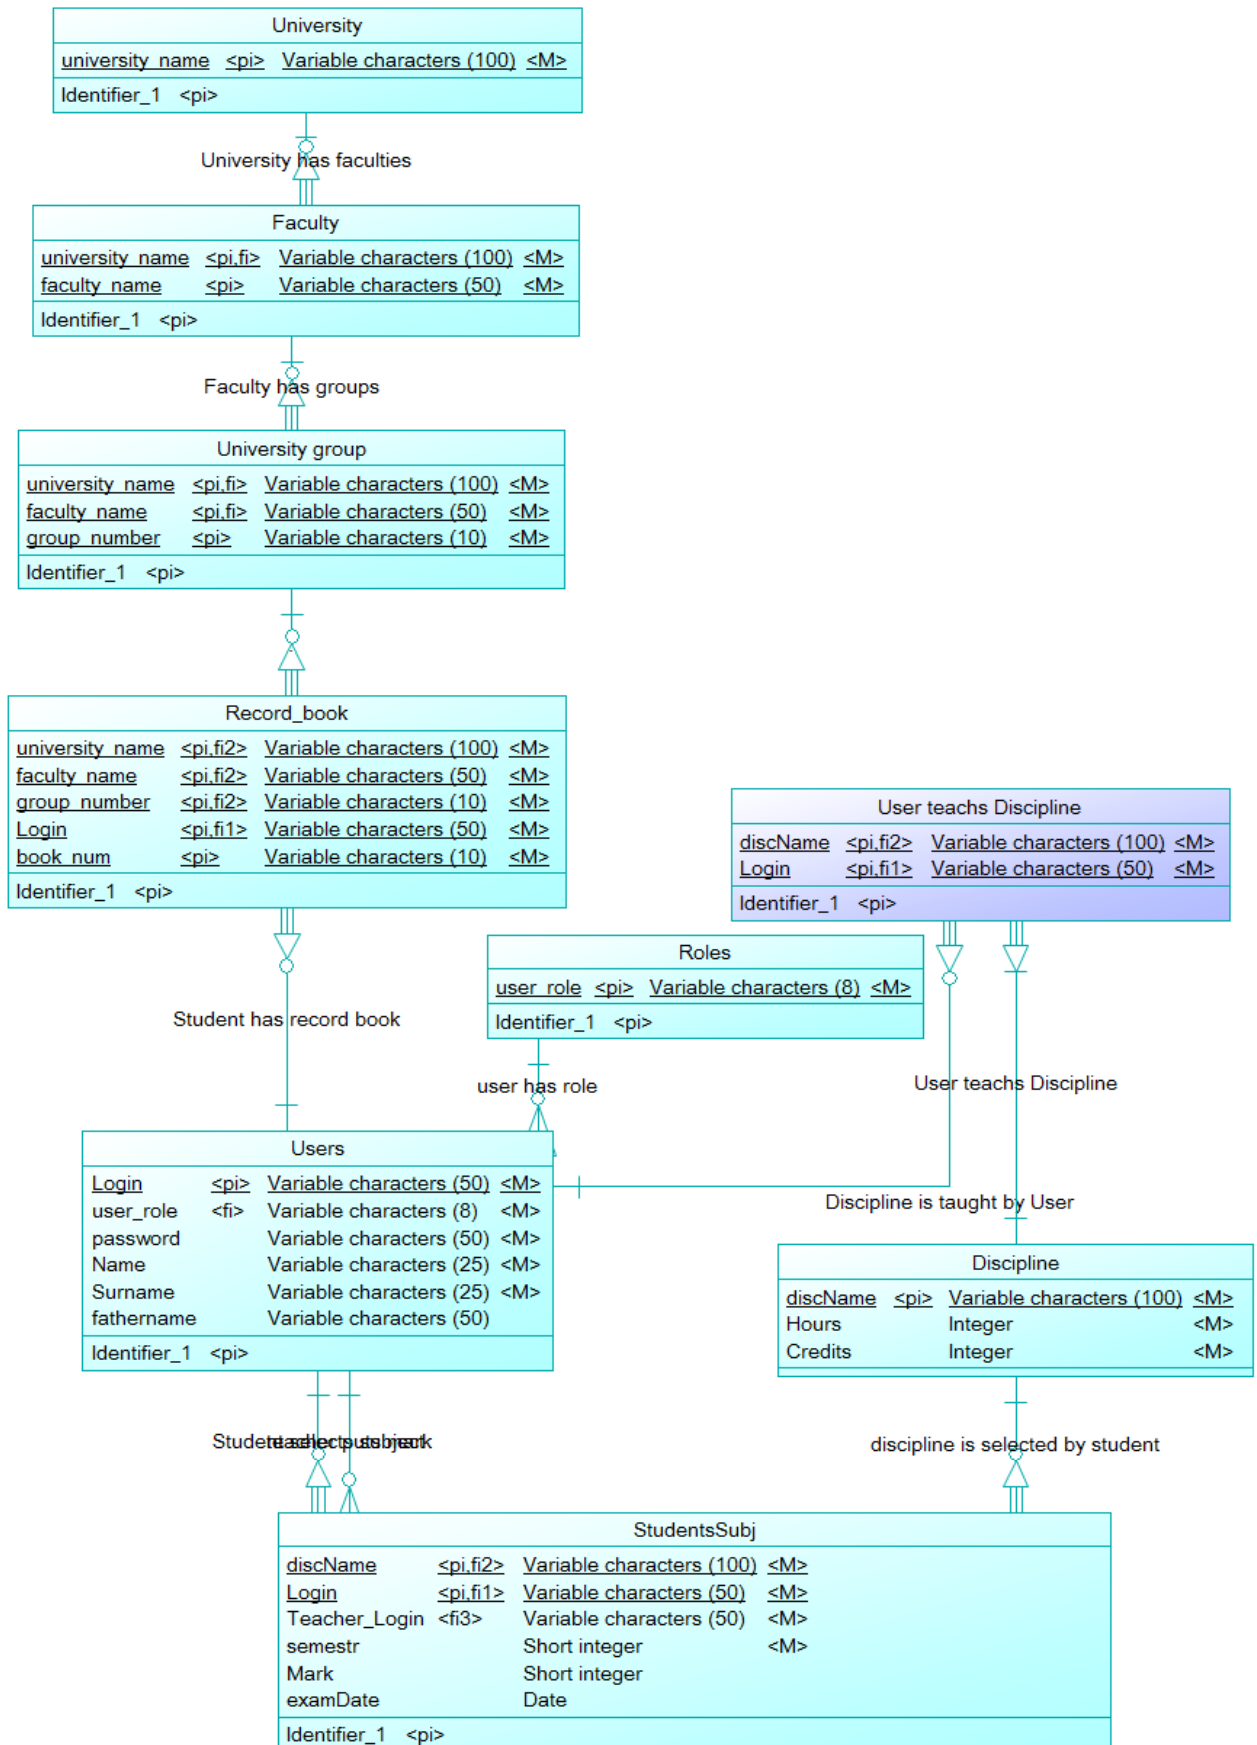 University
university_name <pi> Variable characters (100) <M>
Identifier_1 <pi>
University has faculties
Faculty
university_name <pi,fi> Variable characters (100) <M>
faculty_name <pi> Variable characters (50) <M>
Identifier_1 <pi>
Faculty has groups
University group
university_name <pi,fi> Variable characters (100) <M>
faculty_name <pi,fi> Variable characters (50) <M>
group_number <pi> Variable characters (10) <M>
Identifier_1 <pi>
Record_book
university_name <pi,fi2> Variable characters (100) <M>
faculty_name <pi,fi2> Variable characters (50) <M>
group_number <pi,fi2> Variable characters (10) <M>
Login <pi,fi1> Variable characters (50) <M>
book_num <pi> Variable characters (10) <M>
Identifier_1 <pi>
User teachs Discipline
discName <pi,fi2> Variable characters (100) <M>
Login <pi,fi1> Variable characters (50) <M>
Identifier_1 <pi>
Roles
user_role <pi> Variable characters (8) <M>
Identifier_1 <pi>
Student has record book
user has role
User teachs Discipline
Users
Login <pi> Variable characters (50) <M>
user_role <fi> Variable characters (8) <M>
password Variable characters (50) <M>
Name Variable characters (25) <M>
Surname Variable characters (25) <M>
fathername Variable characters (50)
Identifier_1 <pi>
Discipline is taught by User
Discipline
discName <pi> Variable characters (100) <M>
Hours Integer <M>
Credits Integer <M>
Student
discipline is selected by student
StudentsSubj
discName <pi,fi2> Variable characters (100) <M>
Login <pi,fi1> Variable characters (50) <M>
Teacher_Login <fi3> Variable characters (50) <M>
semestr Short integer <M>
Mark Short integer
examDate Date
Identifier_1 <pi>